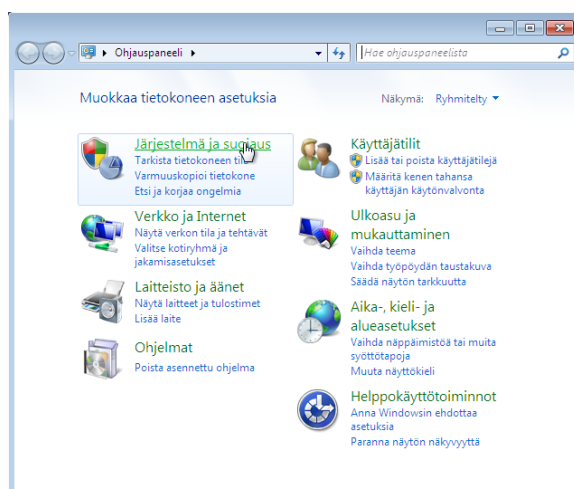 Ohjauspaneeli
Hae ohjauspaneelista
Muokkaa tietokoneen asetuksia
Näkymä: Ryhmitelty
Järjestelmä ja suojaus
Tarkista tietokoneen tila
Varmuuskopioi tietokone
Etsi ja korjaa ongelmia
Verkko ja Internet
Näytä verkon tila ja tehtävät
Valitse kotiryhmä ja
jakamisasetukset
Laitteisto ja äänet
Näytä laitteet ja tulostimet
Lisää laite
Ohjelmat
Poista asennettu ohjelma
Käyttäjätilit
Lisää tai poista käyttäjätilejä
Määritä kenen tahansa
käyttäjän käytönvalvonta
Ulkoasu ja
mukauttaminen
Vaihda teema
Vaihda työpöydän taustakuva
Säädä näytön tarkkuutta
Aika-, kieli- ja
alueasetukset
Vaihda näppäimistöä tai muita
syöttötapoja
Muuta näyttökieli
Helppokäyttötoiminnot
Anna Windowsin ehdottaa
asetuksia
Paranna näytön näkyvyyttä